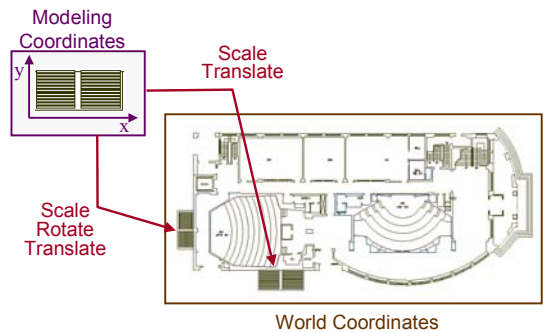 Modeling
Coordinates
y
x
Scale
Translate
Scale
Rotate
Translate
World Coordinates